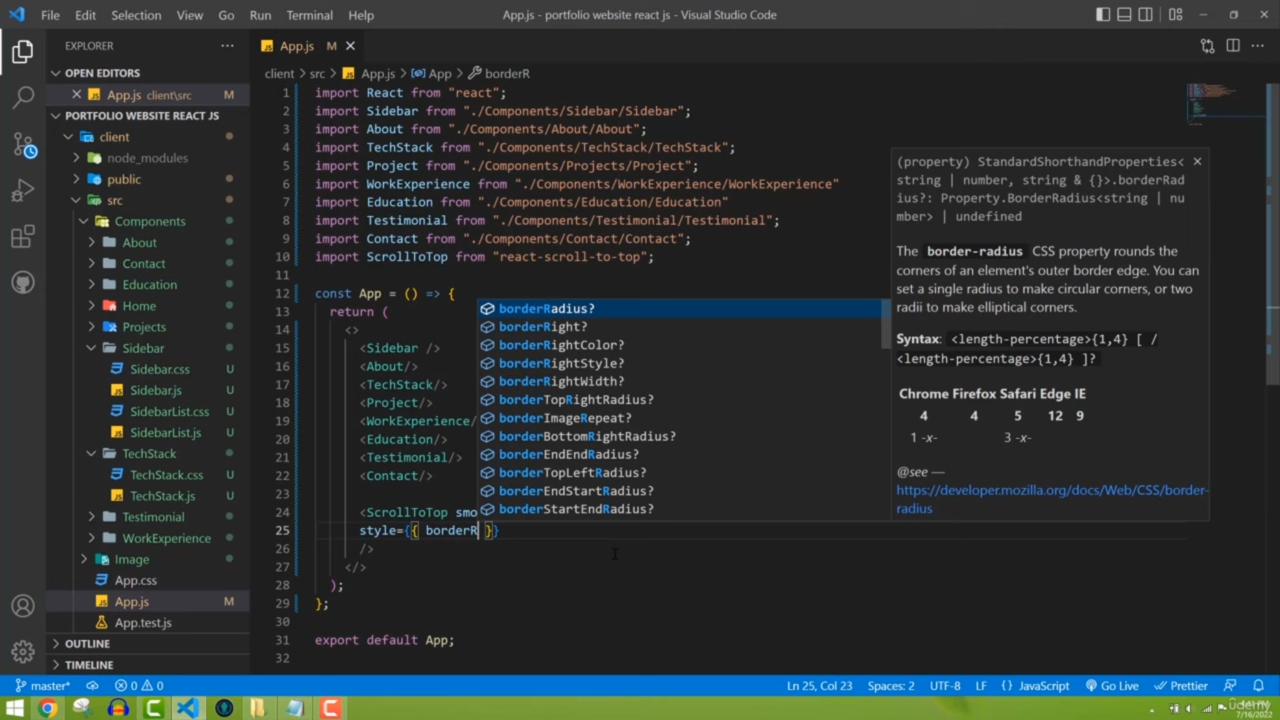 File Edit Selection View Go Run Terminal Help
App.js - portfolio website react js - Visual Studio Code
EXPLORER
OPEN EDITORS
App.js client\src M
PORTFOLIO WEBSITE REACT JS
client
node_modules
public
src
Components
About
Contact
Education
Home
Projects
Sidebar
Sidebar.css U
Sidebar.js U
SidebarList.css U
SidebarList.js U
TechStack
TechStack.css U
TechStack.js U
Testimonial
WorkExperience
Image
App.css
App.js M
App.test.js
OUTLINE
TIMELINE
App.js M
client > src > App.js > App > borderR
1 import React from "react";
2 import Sidebar from "./Components/Sidebar/Sidebar";
3 import About from "./Components/About/About";
4 import TechStack from "./Components/TechStack/TechStack";
5 import Project from "./Components/Projects/Project";
6 import WorkExperience from "./Components/WorkExperience/WorkExperience"
7 import Education from "./Components/Education/Education"
8 import Testimonial from "./Components/Testimonial/Testimonial";
9 import Contact from "./Components/Contact/Contact";
10 import ScrollToTop from "react-scroll-to-top";
11
12 const App = () => {
13 return (
14 <>
15 <Sidebar />
16 <About/>
17 <TechStack/>
18 <Project/>
19 <WorkExperience/
20 <Education/>
21 <Testimonial/>
22 <Contact/>
23
24 <ScrollToTop smo
25 style={{ borderR }}
26 />
27 </>
28 );
29 };
30
31 export default App;
32
borderRadius?
borderRight?
borderRightColor?
borderRightStyle?
borderRightWidth?
borderTopRightRadius?
borderImageRepeat?
borderBottomRightRadius?
borderEndEndRadius?
borderTopLeftRadius?
borderEndStartRadius?
borderStartEndRadius?
(property) StandardShorthandProperties<
string | number, string & {}>.borderRad
ius?: Property.BorderRadius<string | nu
mber> | undefined
The border-radius CSS property rounds the
corners of an element's outer border edge. You can
set a single radius to make circular corners, or two
radii to make elliptical corners.
Syntax: <length-percentage>{1,4} [ /
<length-percentage>{1,4} ]?
Chrome Firefox Safari Edge IE
4 4 5 12 9
1 -x- 3 -x-
@see —
https://developer.mozilla.org/docs/Web/CSS/border-
radius
master* 0 0 Ln 25, Col 23 Spaces: 2 UTF-8 LF {} JavaScript Go Live Prettier
7/16/2022
udemy